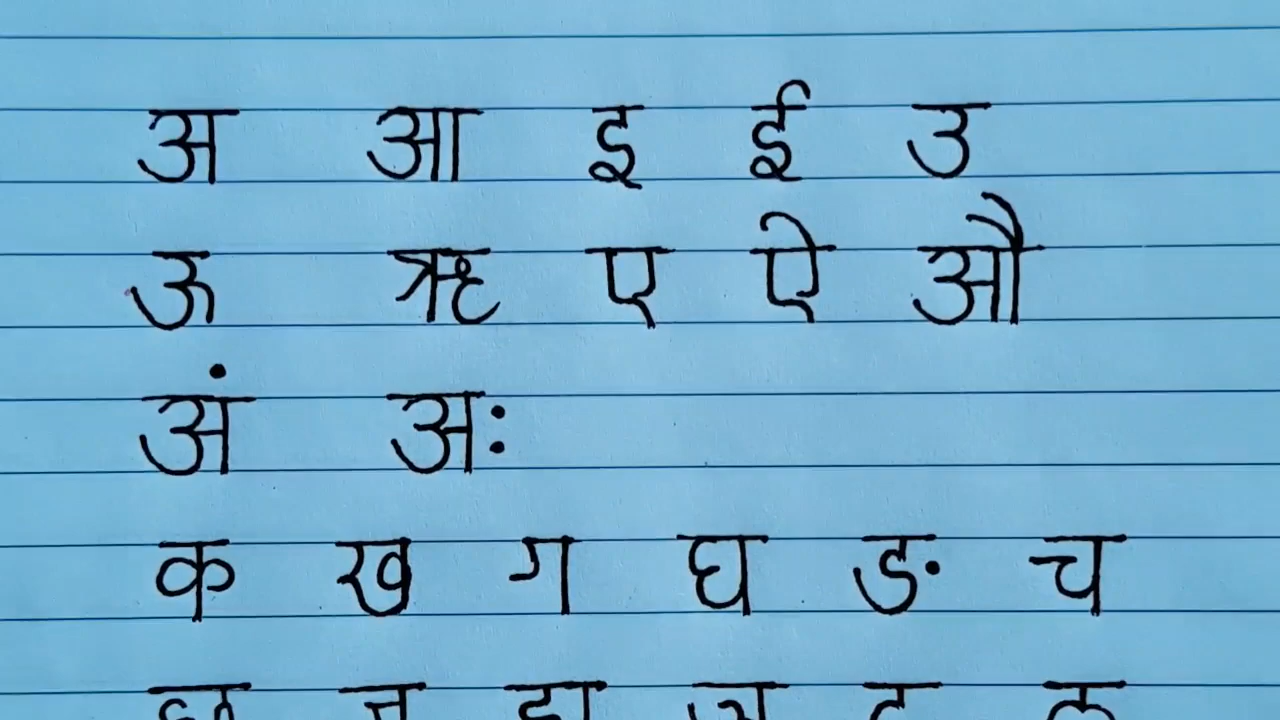 अ आ इ ई उ
ऊ ऋ ए ऐ औ
अं अः
क ख ग घ ङ च